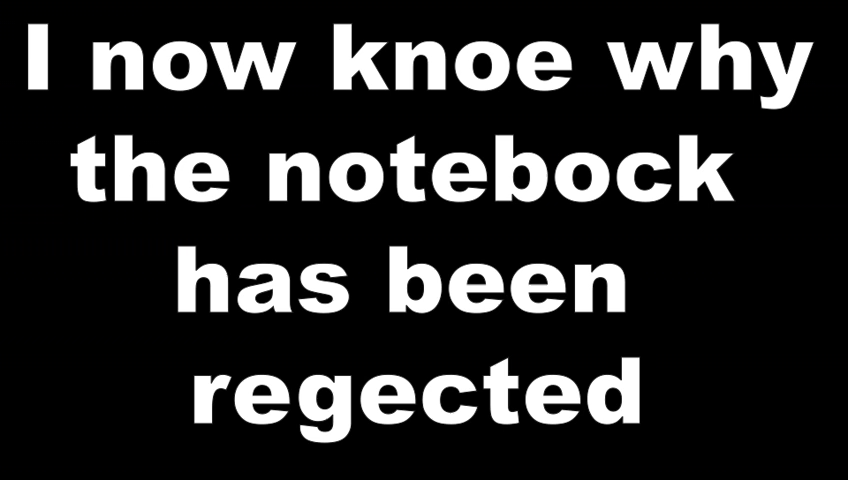 I now knoe why
the notebock
has been
regected